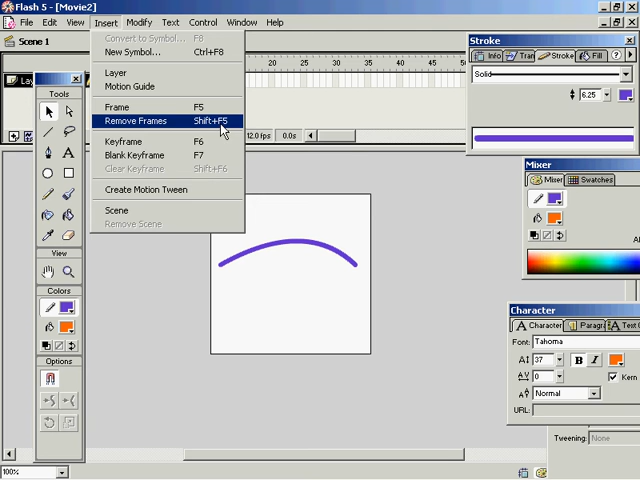 Flash 5 - [Movie2]
File Edit View Insert Modify Text Control Window Help
Scene 1
Convert to Symbol... F8
New Symbol... Ctrl+F8
Layer
Motion Guide
Frame F5
Remove Frames Shift+F5
Keyframe F6
Blank Keyframe F7
Clear Keyframe Shift+F6
Create Motion Tween
Scene
Remove Scene
Tools
View
Colors
Options
30 35 40 45 50
12.0 fps 0.0s
Stroke
Info Stroke Fill
Solid
6.25
Mixer
Mixer Swatches
Character
Character Paragra Text
Font: Tahoma
37 B I
0 Kern
Normal
URL:
Tweening: None
100%